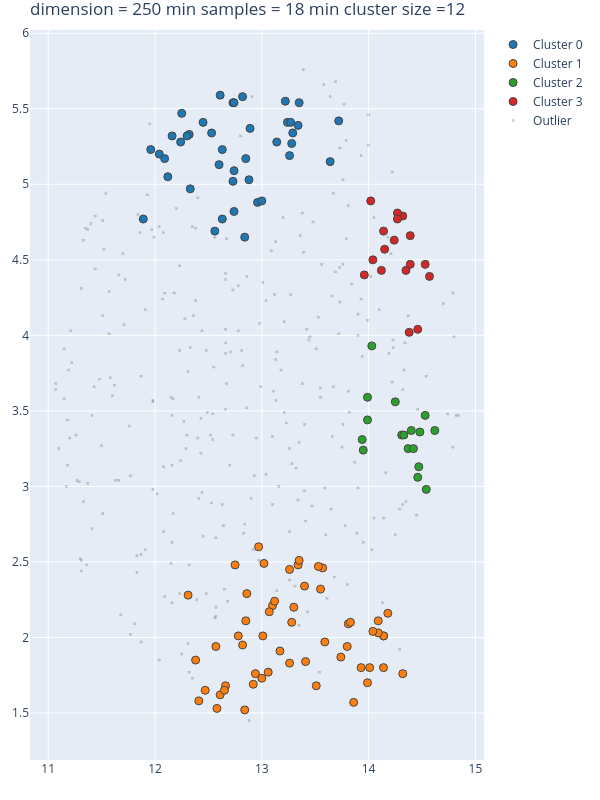 dimension = 250 min samples = 18 min cluster size =12
6
5.5
5
4.5
4
3.5
3
2.5
2
1.5
11 12 13 14 15
Cluster 0
Cluster 1
Cluster 2
Cluster 3
Outlier